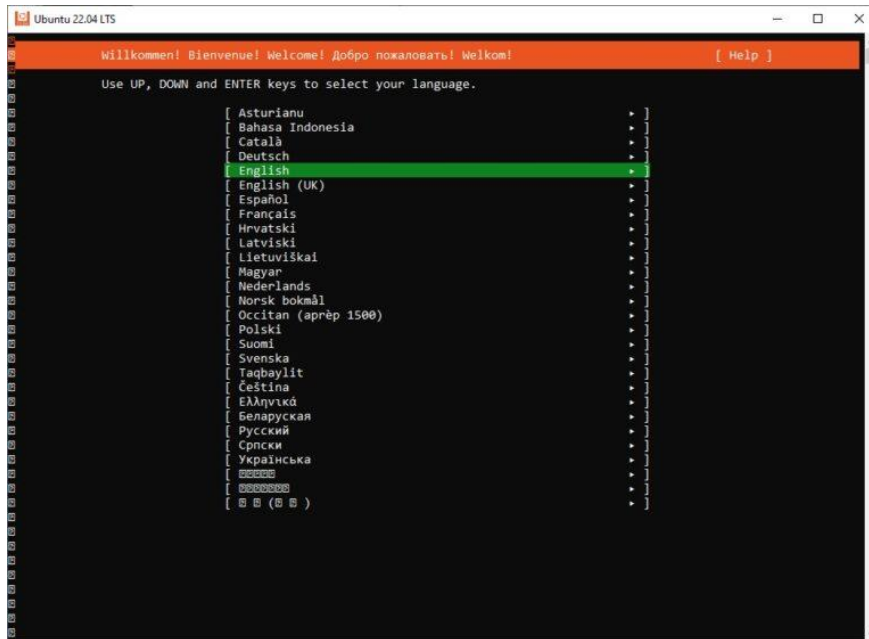 Ubuntu 22.04 LTS
Willkommen! Bienvenue! Welcome! Добро пожаловать! Welkom! [ Help ]
Use UP, DOWN and ENTER keys to select your language.
[ Asturianu ▸ ]
[ Bahasa Indonesia ▸ ]
[ Català ▸ ]
[ Deutsch ▸ ]
[ English ▸ ]
[ English (UK) ▸ ]
[ Español ▸ ]
[ Français ▸ ]
[ Hrvatski ▸ ]
[ Latviski ▸ ]
[ Lietuviškai ▸ ]
[ Magyar ▸ ]
[ Nederlands ▸ ]
[ Norsk bokmål ▸ ]
[ Occitan (aprèp 1500) ▸ ]
[ Polski ▸ ]
[ Suomi ▸ ]
[ Svenska ▸ ]
[ Taqbaylit ▸ ]
[ Čeština ▸ ]
[ Ελληνικά ▸ ]
[ Беларуская ▸ ]
[ Русский ▸ ]
[ Српски ▸ ]
[ Українська ▸ ]